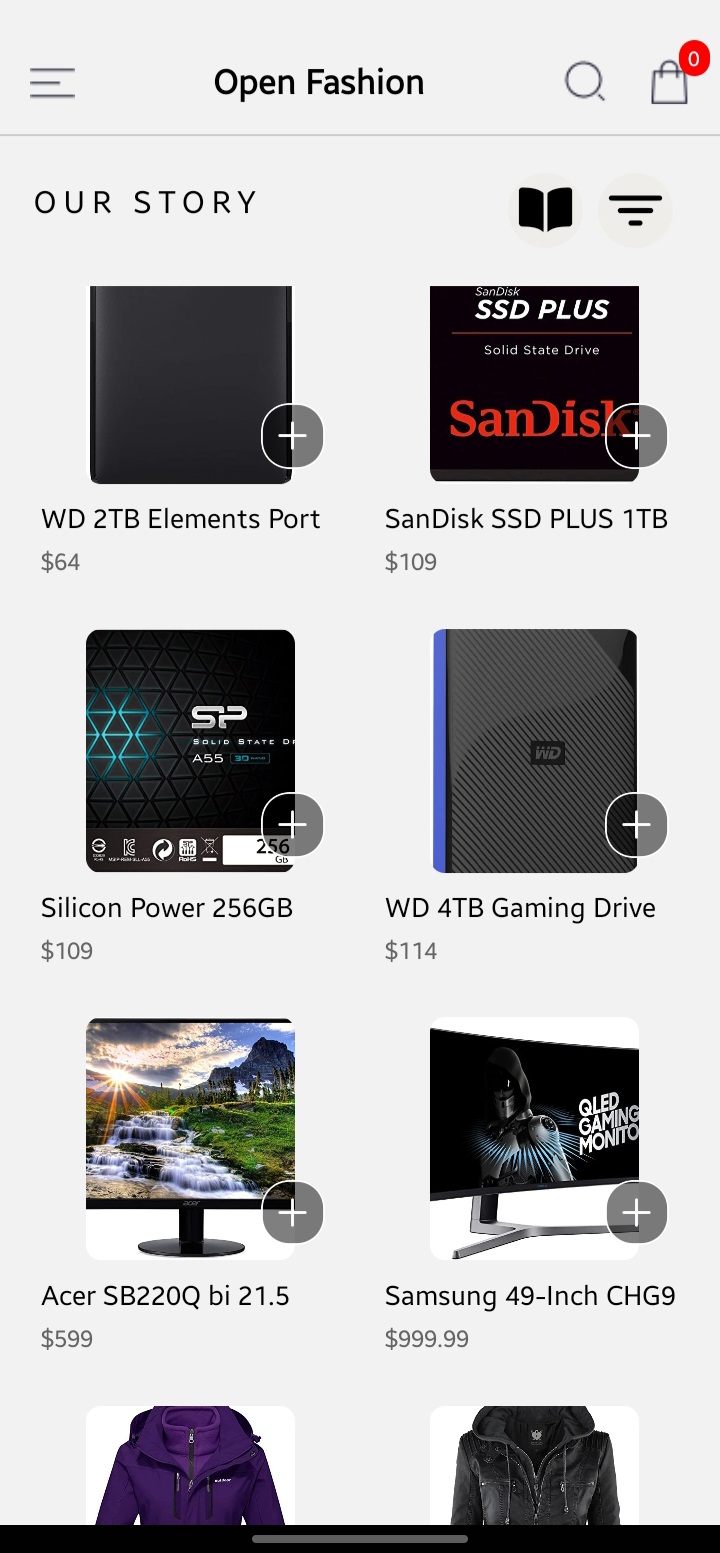 Open Fashion
0
OUR STORY
SanDisk
SSD PLUS
Solid State Drive
SanDisk
WD 2TB Elements Port
$64
SanDisk SSD PLUS 1TB
$109
SP
SOLID STATE DR
A55
256
GB
RoHS
WD
Silicon Power 256GB
$109
WD 4TB Gaming Drive
$114
acer
QLED
GAMING
MONITO
Acer SB220Q bi 21.5
$599
Samsung 49-Inch CHG9
$999.99